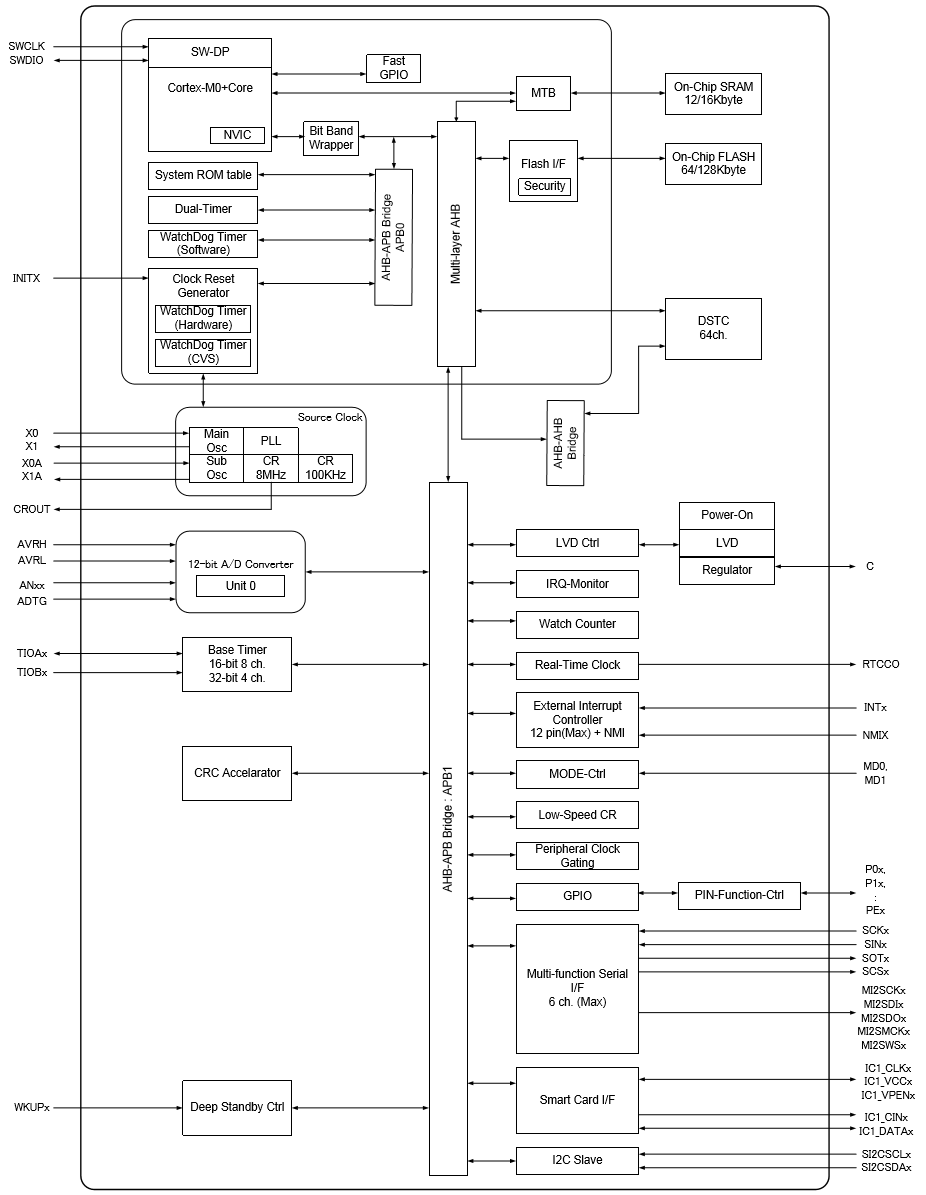 SWCLK
SWDIO
SW-DP
Cortex-M0+Core
NVIC
Fast
GPIO
Bit Band
Wrapper
MTB
On-Chip SRAM
12/16Kbyte
Flash I/F
Security
On-Chip FLASH
64/128Kbyte
System ROM table
Dual-Timer
WatchDog Timer
(Software)
INITX
Clock Reset
Generator
WatchDog Timer
(Hardware)
WatchDog Timer
(CVS)
AHB-APB Bridge
APB0
Multi-layer AHB
DSTC
64ch.
AHB-AHB
Bridge
Source Clock
X0
X1
X0A
X1A
Main
Osc
PLL
Sub
Osc
CR
8MHz
CR
100KHz
CROUT
AVRH
AVRL
ANxx
ADTG
12-bit A/D Converter
Unit 0
TIOAx
TIOBx
Base Timer
16-bit 8 ch.
32-bit 4 ch.
CRC Accelarator
WKUPx
Deep Standby Ctrl
AHB-APB Bridge : APB1
LVD Ctrl
Power-On
LVD
Regulator
C
IRQ-Monitor
Watch Counter
Real-Time Clock
RTCCO
External Interrupt
Controller
12 pin(Max) + NMI
INTx
NMIX
MODE-Ctrl
MD0,
MD1
Low-Speed CR
Peripheral Clock
Gating
GPIO
PIN-Function-Ctrl
P0x,
P1x,
:
PEx
Multi-function Serial
I/F
6 ch. (Max)
SCKx
SINx
SOTx
SCSx
MI2SCKx
MI2SDIx
MI2SDOx
MI2SMCKx
MI2SWSx
Smart Card I/F
IC1_CLKx
IC1_VCCx
IC1_VPENx
IC1_CINx
IC1_DATAx
I2C Slave
SI2CSCLx
SI2CSDAx